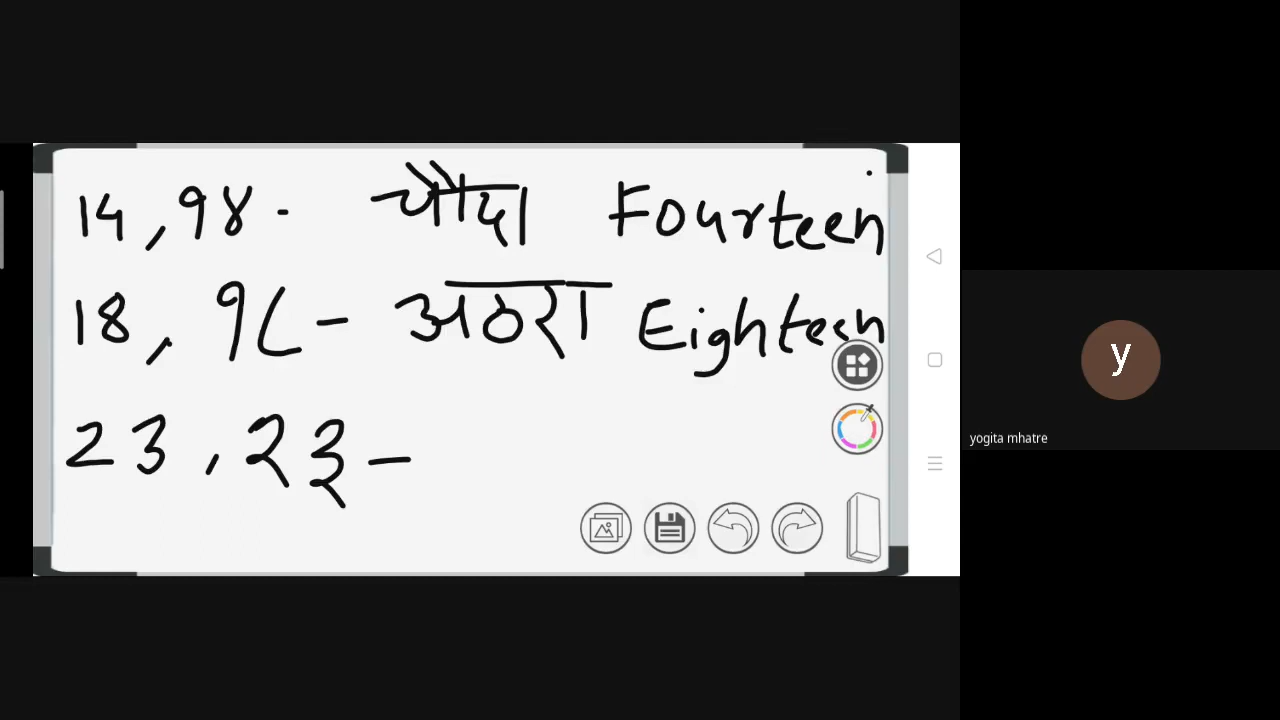 14, १४ - चौदा Fourteen
18, १८ - अठरा Eighteen
23, २३ -
y
yogita mhatre